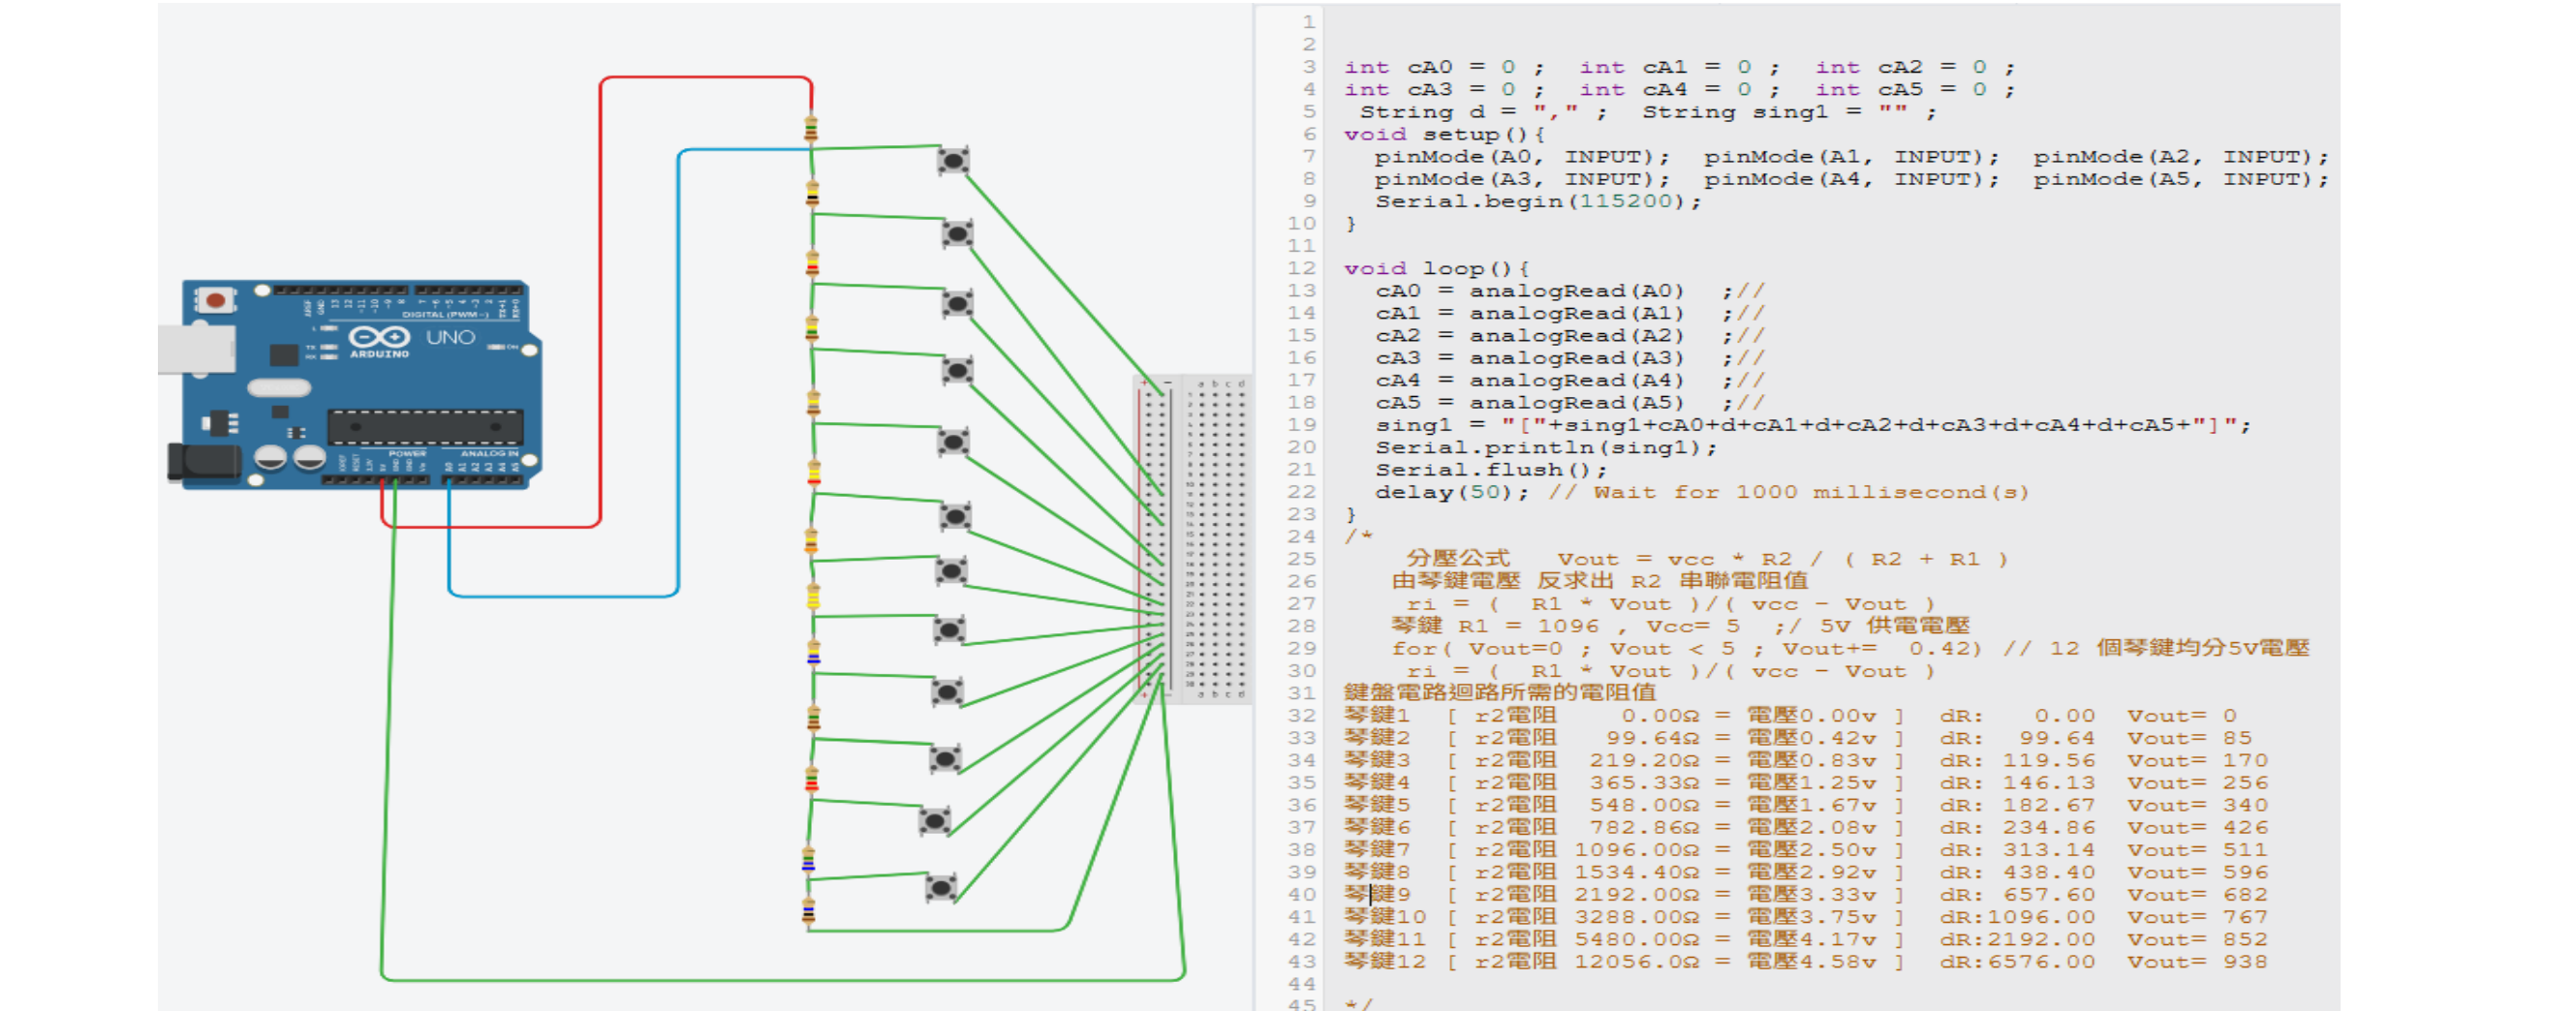 DIGITAL (PWM~)
UNO
ARDUINO
POWER
ANALOG IN
a b c d
a b c d
1
2
3 int cA0 = 0 ; int cA1 = 0 ; int cA2 = 0 ;
4 int cA3 = 0 ; int cA4 = 0 ; int cA5 = 0 ;
5 String d = "," ; String sing1 = "" ;
6 void setup(){
7 pinMode(A0, INPUT); pinMode(A1, INPUT); pinMode(A2, INPUT);
8 pinMode(A3, INPUT); pinMode(A4, INPUT); pinMode(A5, INPUT);
9 Serial.begin(115200);
10 }
11
12 void loop(){
13 cA0 = analogRead(A0) ;//
14 cA1 = analogRead(A1) ;//
15 cA2 = analogRead(A2) ;//
16 cA3 = analogRead(A3) ;//
17 cA4 = analogRead(A4) ;//
18 cA5 = analogRead(A5) ;//
19 sing1 = "["+sing1+cA0+d+cA1+d+cA2+d+cA3+d+cA4+d+cA5+"]";
20 Serial.println(sing1);
21 Serial.flush();
22 delay(50); // Wait for 1000 millisecond(s)
23 }
24 /*
25 分壓公式 Vout = vcc * R2 / ( R2 + R1 )
26 由琴鍵電壓 反求出 R2 串聯電阻值
27 ri = ( R1 * Vout )/( vcc - Vout )
28 琴鍵 R1 = 1096 , Vcc= 5 ;/ 5V 供電電壓
29 for( Vout=0 ; Vout < 5 ; Vout+= 0.42) // 12 個琴鍵均分5V電壓
30 ri = ( R1 * Vout )/( vcc - Vout )
31 鍵盤電路迴路所需的電阻值
32 琴鍵1 [ r2電阻 0.00Ω = 電壓0.00v ] dR: 0.00 Vout= 0
33 琴鍵2 [ r2電阻 99.64Ω = 電壓0.42v ] dR: 99.64 Vout= 85
34 琴鍵3 [ r2電阻 219.20Ω = 電壓0.83v ] dR: 119.56 Vout= 170
35 琴鍵4 [ r2電阻 365.33Ω = 電壓1.25v ] dR: 146.13 Vout= 256
36 琴鍵5 [ r2電阻 548.00Ω = 電壓1.67v ] dR: 182.67 Vout= 340
37 琴鍵6 [ r2電阻 782.86Ω = 電壓2.08v ] dR: 234.86 Vout= 426
38 琴鍵7 [ r2電阻 1096.00Ω = 電壓2.50v ] dR: 313.14 Vout= 511
39 琴鍵8 [ r2電阻 1534.40Ω = 電壓2.92v ] dR: 438.40 Vout= 596
40 琴鍵9 [ r2電阻 2192.00Ω = 電壓3.33v ] dR: 657.60 Vout= 682
41 琴鍵10 [ r2電阻 3288.00Ω = 電壓3.75v ] dR:1096.00 Vout= 767
42 琴鍵11 [ r2電阻 5480.00Ω = 電壓4.17v ] dR:2192.00 Vout= 852
43 琴鍵12 [ r2電阻 12056.0Ω = 電壓4.58v ] dR:6576.00 Vout= 938
44
45 */